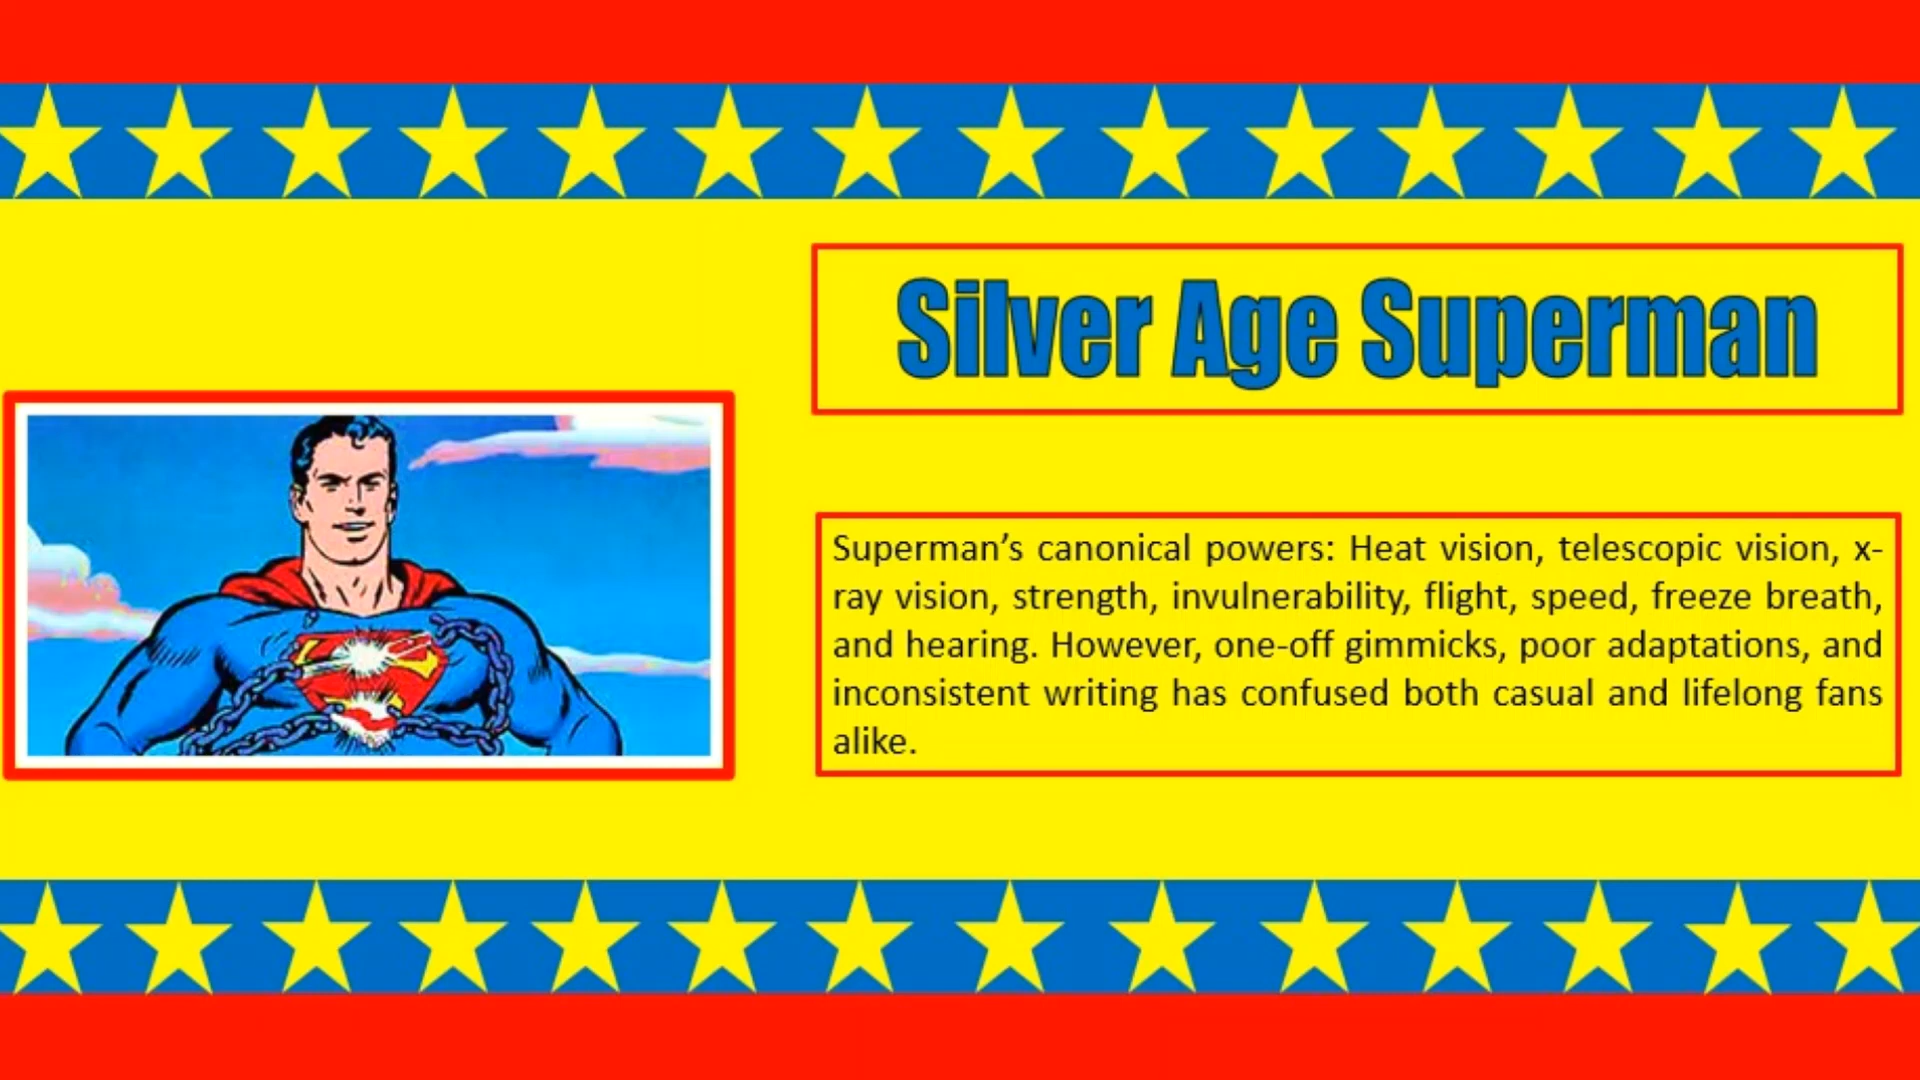 Silver Age Superman
Superman’s canonical powers: Heat vision, telescopic vision, x-
ray vision, strength, invulnerability, flight, speed, freeze breath,
and hearing. However, one-off gimmicks, poor adaptations, and
inconsistent writing has confused both casual and lifelong fans
alike.